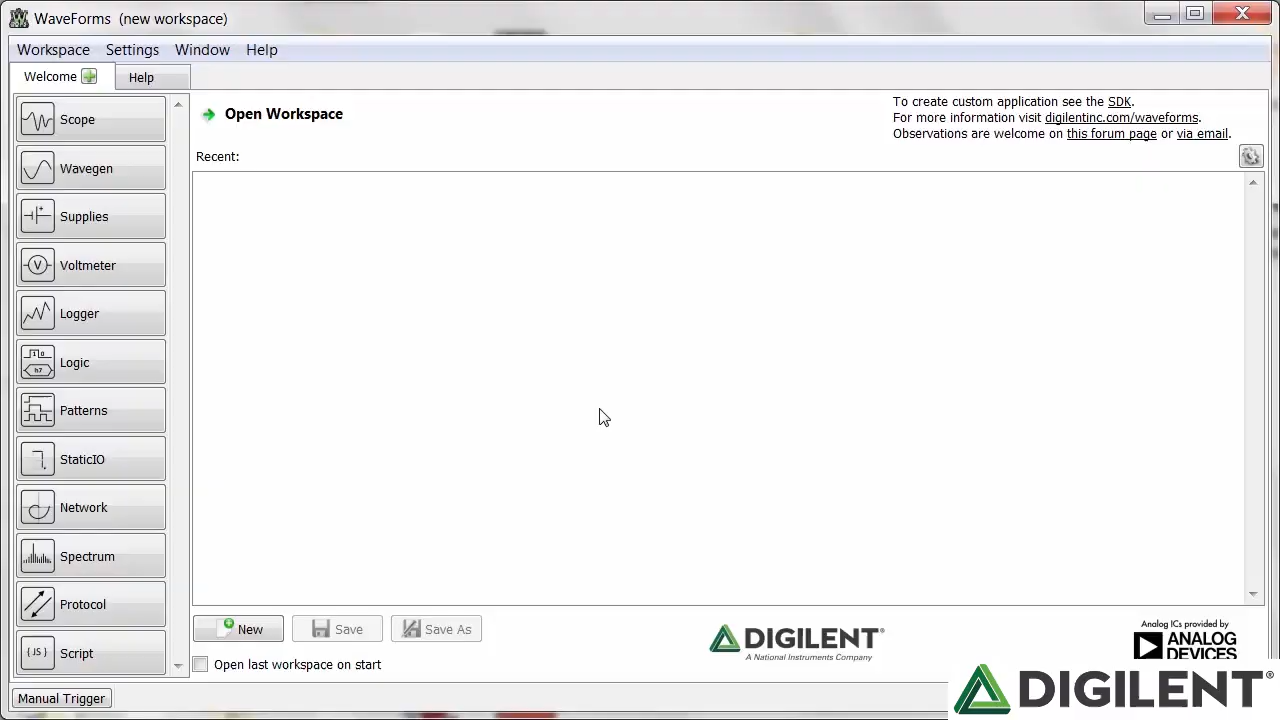 WaveForms (new workspace)
Workspace Settings Window Help
Welcome Help
Scope
Wavegen
Supplies
Voltmeter
Logger
Logic
Patterns
StaticIO
Network
Spectrum
Protocol
Script
Manual Trigger
Open Workspace
To create custom application see the SDK.
For more information visit digilentinc.com/waveforms.
Observations are welcome on this forum page or via email.
Recent:
New Save Save As
Open last workspace on start
DIGILENT®
A National Instruments Company
Analog ICs provided by
ANALOG
DEVICES
DIGILENT®